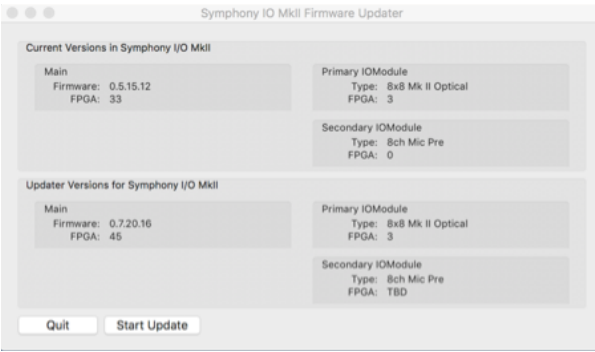 Symphony IO MkII Firmware Updater
Current Versions in Symphony I/O MkII
Main
Firmware: 0.5.15.12
FPGA: 33
Primary IOModule
Type: 8x8 Mk II Optical
FPGA: 3
Secondary IOModule
Type: 8ch Mic Pre
FPGA: 0
Updater Versions for Symphony I/O MkII
Main
Firmware: 0.7.20.16
FPGA: 45
Primary IOModule
Type: 8x8 Mk II Optical
FPGA: 3
Secondary IOModule
Type: 8ch Mic Pre
FPGA: TBD
Quit
Start Update